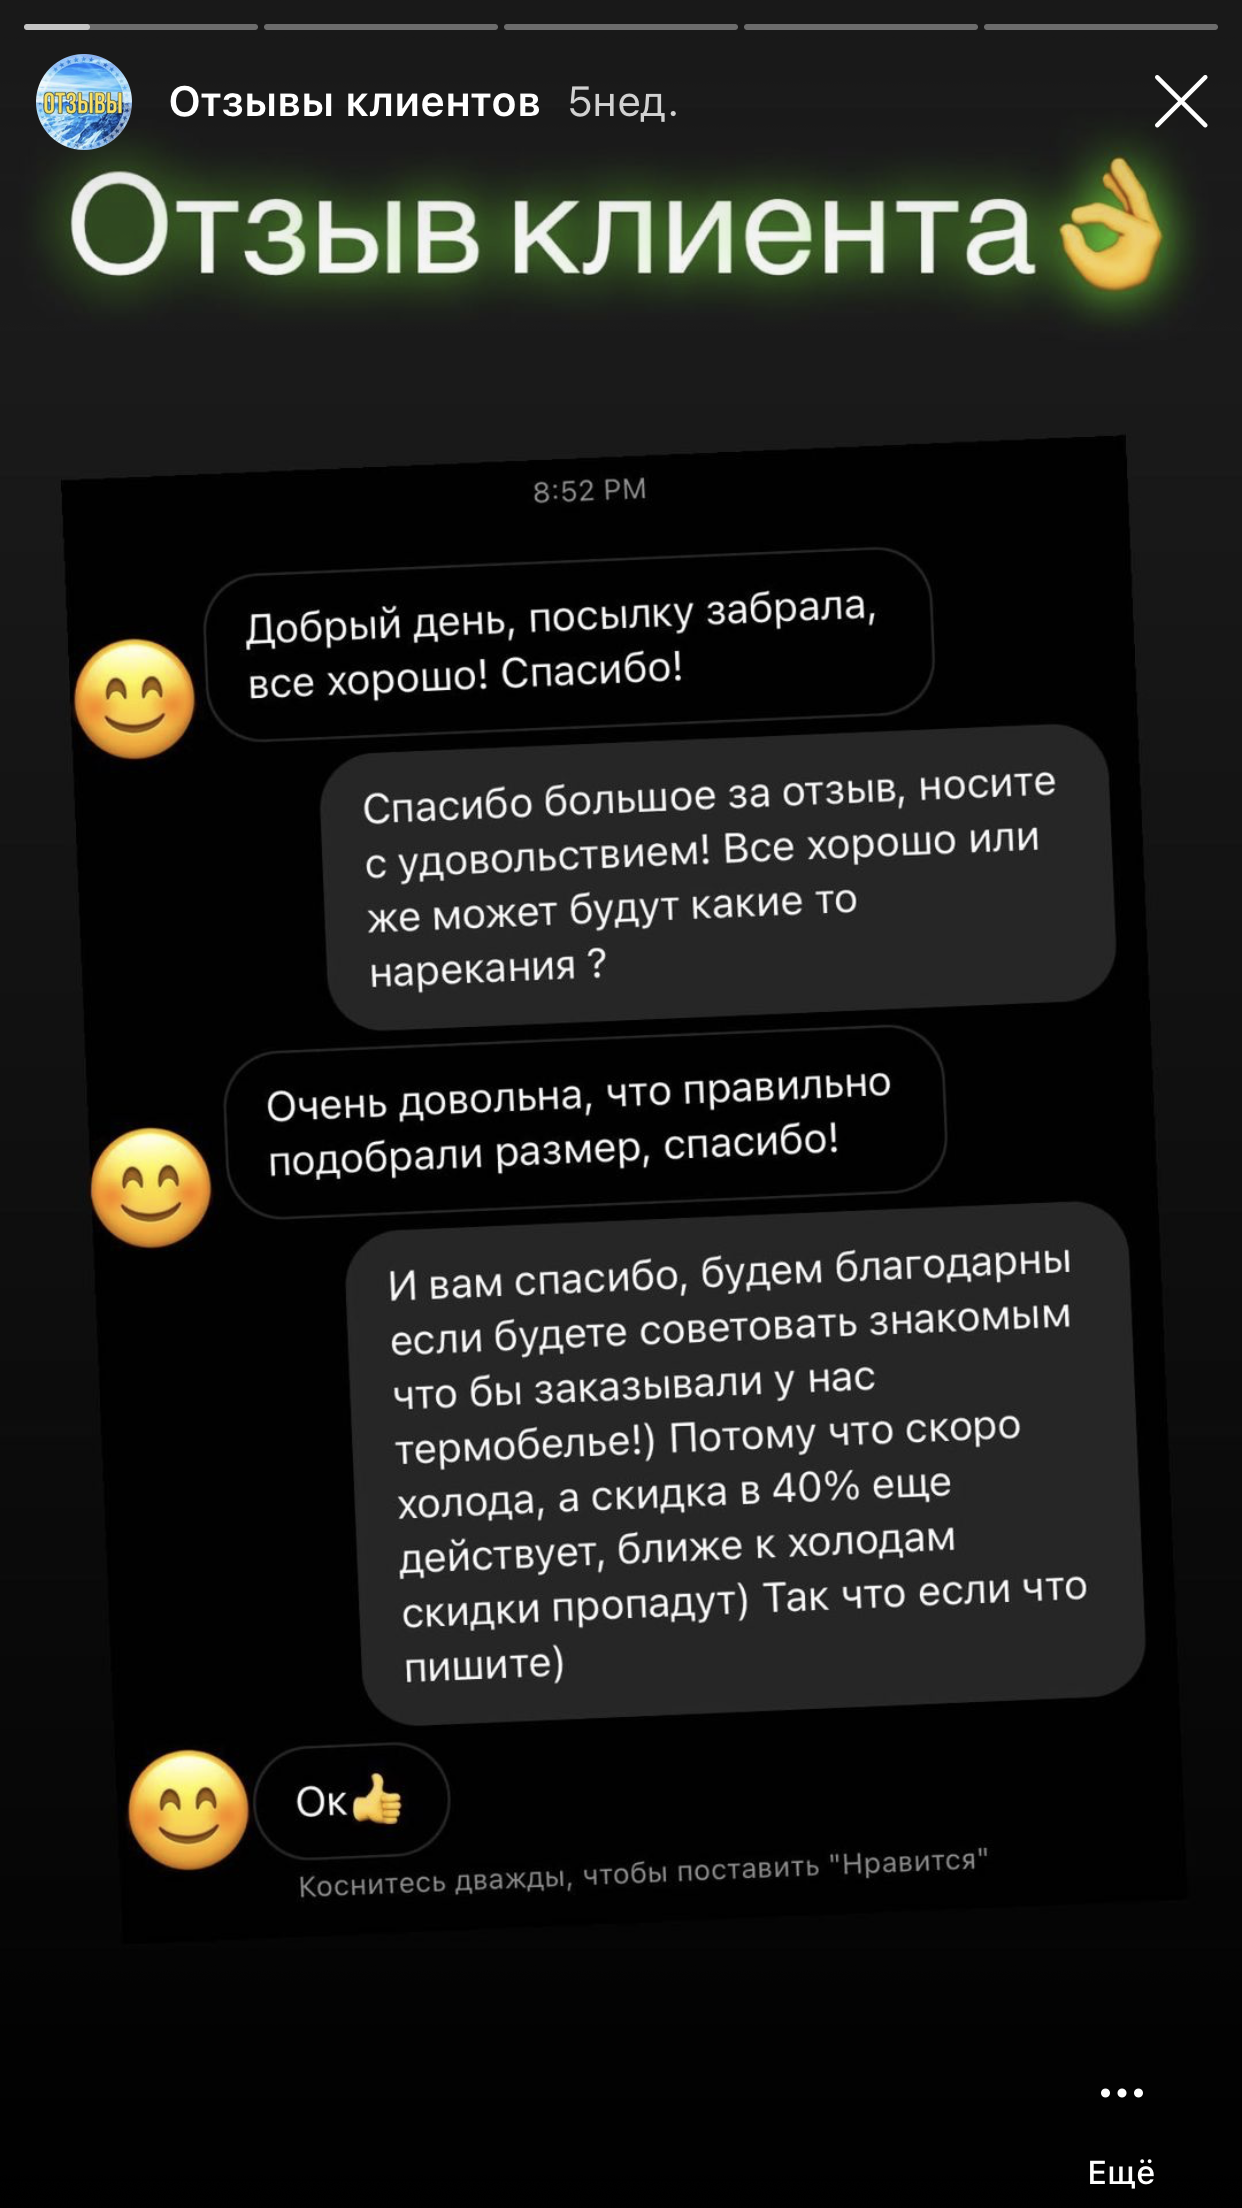 ОТЗЫВЫ
Отзывы клиентов 5нед.
Отзыв клиента👌
8:52 PM
Добрый день, посылку забрала,
все хорошо! Спасибо!
Спасибо большое за отзыв, носите
с удовольствием! Все хорошо или
же может будут какие то
нарекания ?
Очень довольна, что правильно
подобрали размер, спасибо!
И вам спасибо, будем благодарны
если будете советовать знакомым
что бы заказывали у нас
термобелье!) Потому что скоро
холода, а скидка в 40% еще
действует, ближе к холодам
скидки пропадут) Так что если что
пишите)
Ок👍
Коснитесь дважды, чтобы поставить "Нравится"
Ещё